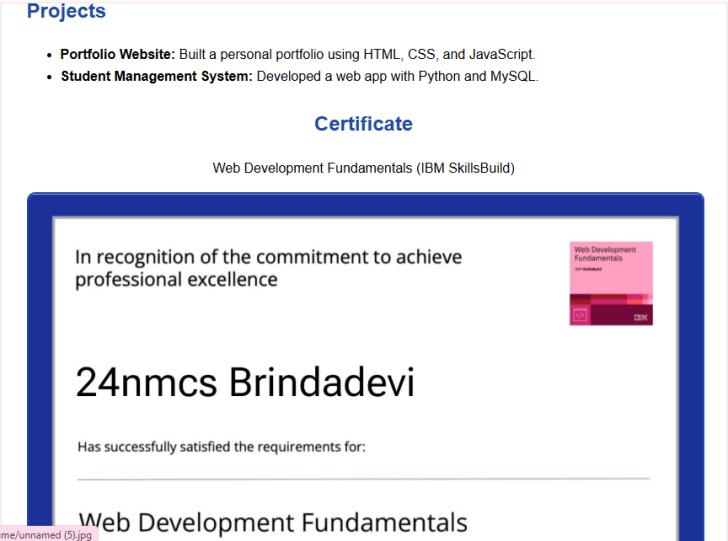 Projects
Portfolio Website: Built a personal portfolio using HTML, CSS, and JavaScript.
Student Management System: Developed a web app with Python and MySQL.
Certificate
Web Development Fundamentals (IBM SkillsBuild)
In recognition of the commitment to achieve
professional excellence
Web Development
Fundamentals
IBM SkillsBuild
IBM
24nmcs Brindadevi
Has successfully satisfied the requirements for:
Web Development Fundamentals
me/unnamed (5).jpg